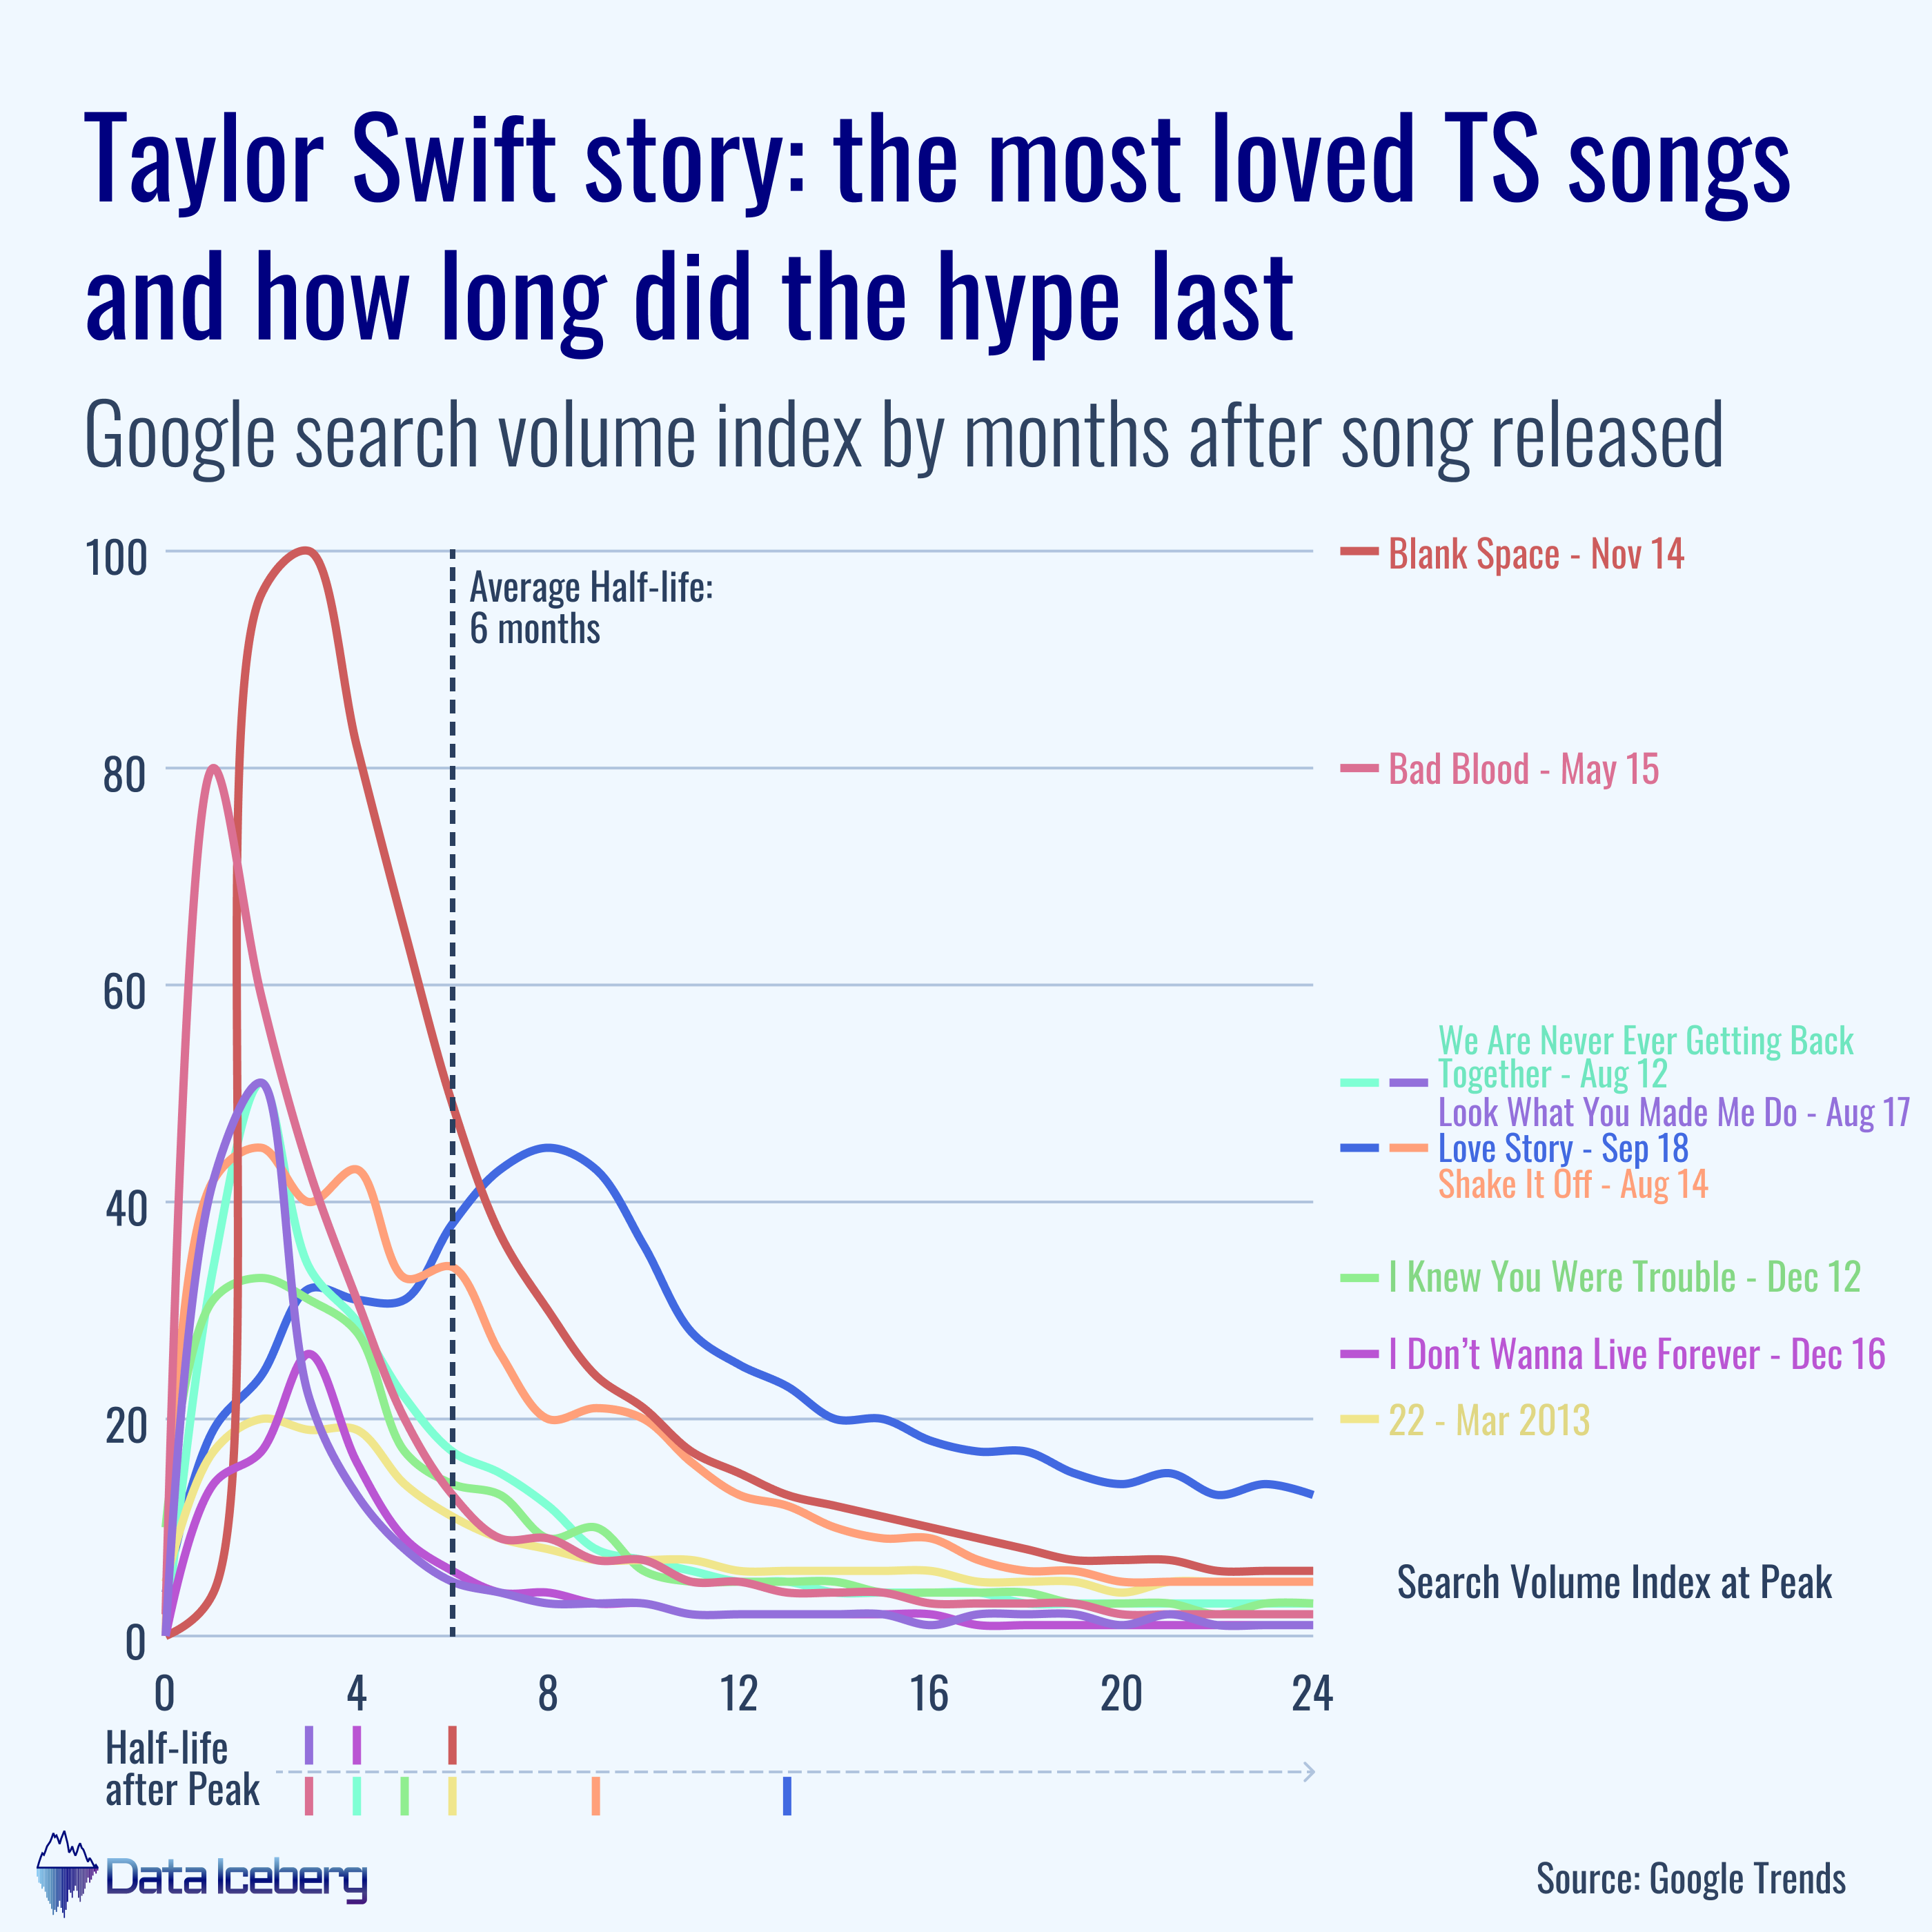 Taylor Swift story: the most loved TS songs
and how long did the hype last
Google search volume index by months after song released
100
80
60
40
20
0
Average Half-life:
6 months
Blank Space - Nov 14
Bad Blood - May 15
We Are Never Ever Getting Back
Together - Aug 12
Look What You Made Me Do - Aug 17
Love Story - Sep 18
Shake It Off - Aug 14
I Knew You Were Trouble - Dec 12
I Don’t Wanna Live Forever - Dec 16
22 - Mar 2013
Search Volume Index at Peak
0 4 8 12 16 20 24
Half-life
after Peak
Data Iceberg
Source: Google Trends